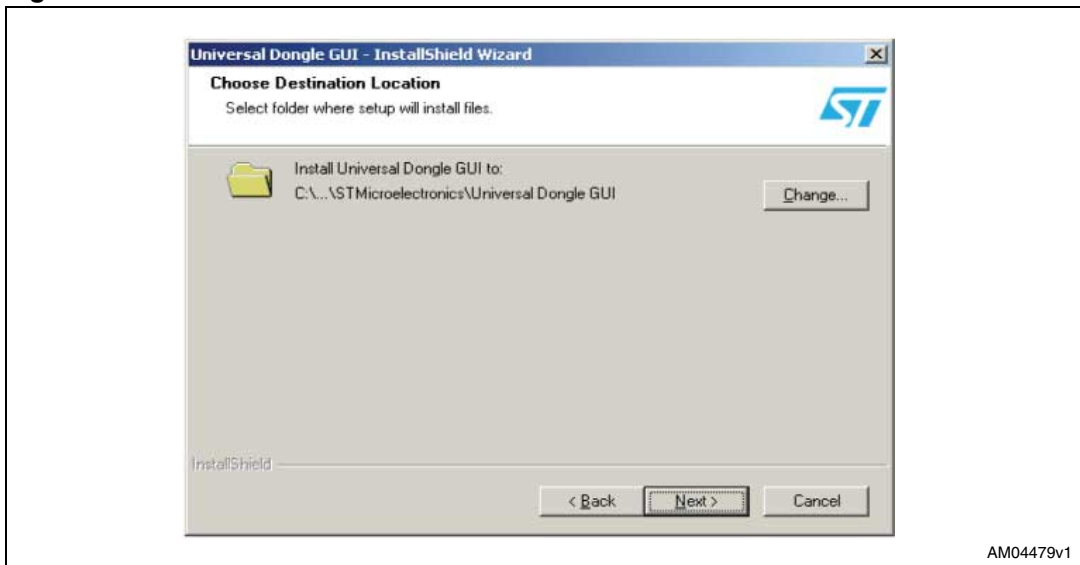 Universal Dongle GUI - InstallShield Wizard
Choose Destination Location
Select folder where setup will install files.
ST
Install Universal Dongle GUI to:
C:\...\STMicroelectronics\Universal Dongle GUI
Change...
InstallShield
< Back Next > Cancel
AM04479v1